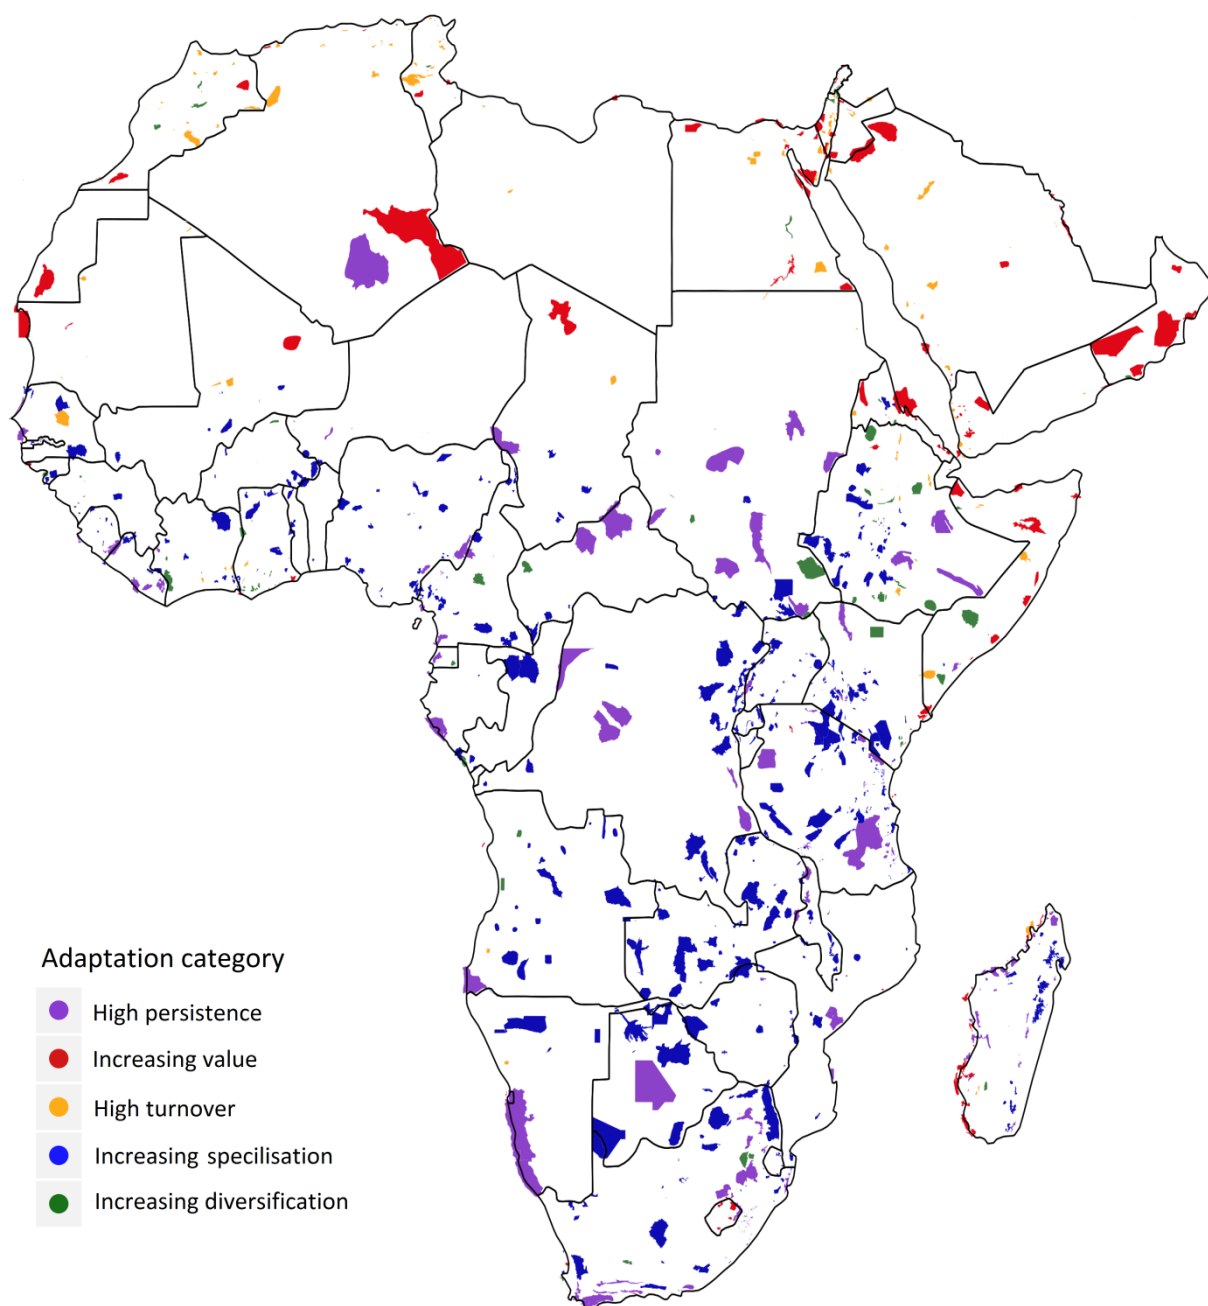 Adaptation category
High persistence
Increasing value
High turnover
Increasing specilisation
Increasing diversification